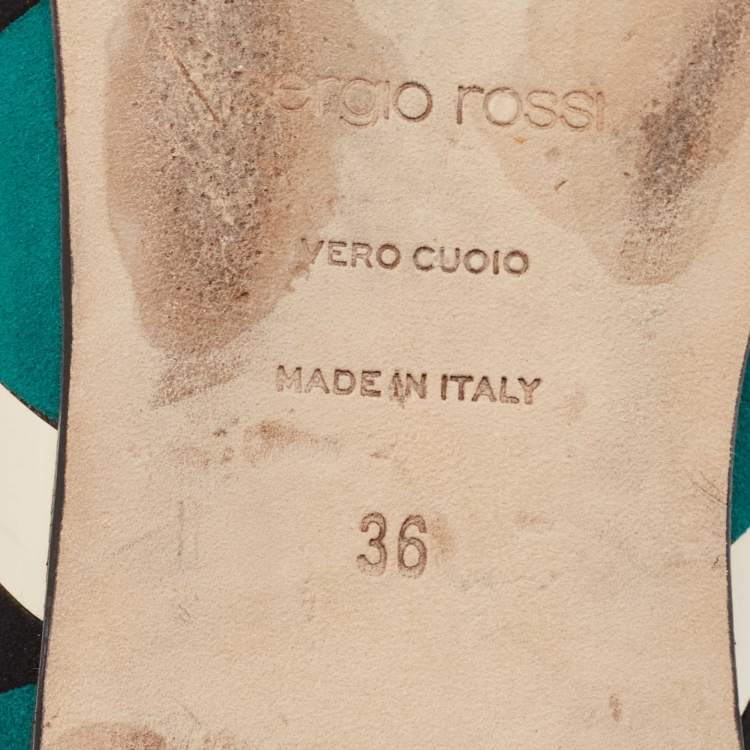 sergio rossi
VERO CUOIO
MADE IN ITALY
36